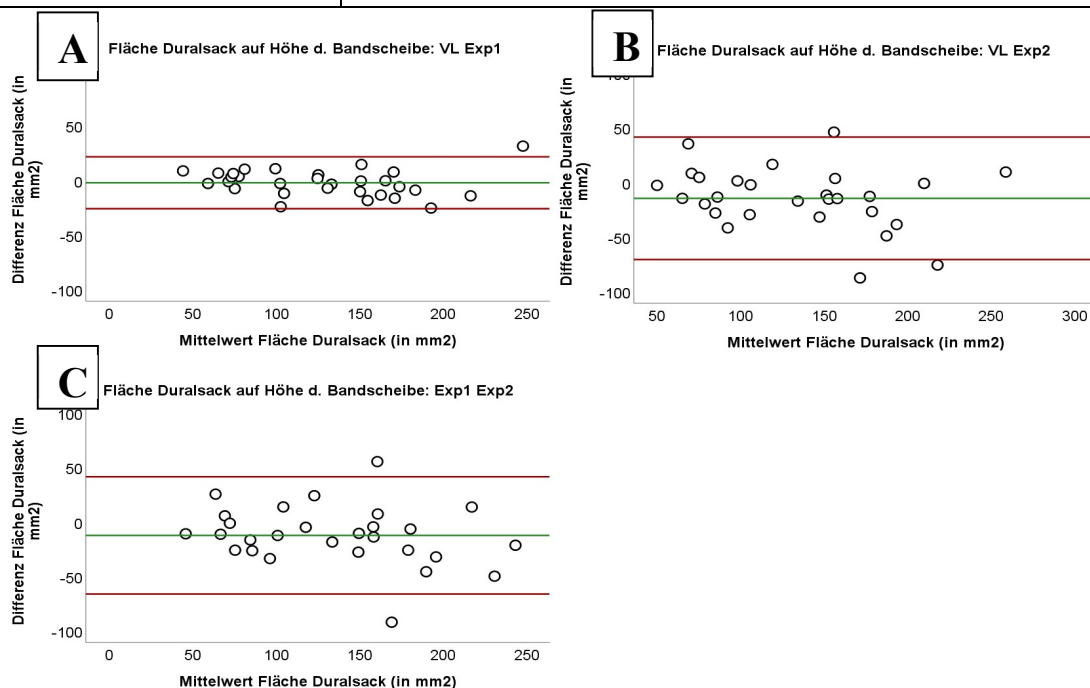 A
Fläche Duralsack auf Höhe d. Bandscheibe: VL Exp1
Differenz Fläche Duralsack (in
mm2)
50
0
-50
-100
0 50 100 150 200 250
Mittelwert Fläche Duralsack (in mm2)
B
Fläche Duralsack auf Höhe d. Bandscheibe: VL Exp2
Differenz Fläche Duralsack (in
mm2)
100
50
0
-50
-100
50 100 150 200 250 300
Mittelwert Fläche Duralsack (in mm2)
C
Fläche Duralsack auf Höhe d. Bandscheibe: Exp1 Exp2
Differenz Fläche Duralsack (in
mm2)
100
50
0
-50
-100
0 50 100 150 200 250
Mittelwert Fläche Duralsack (in mm2)